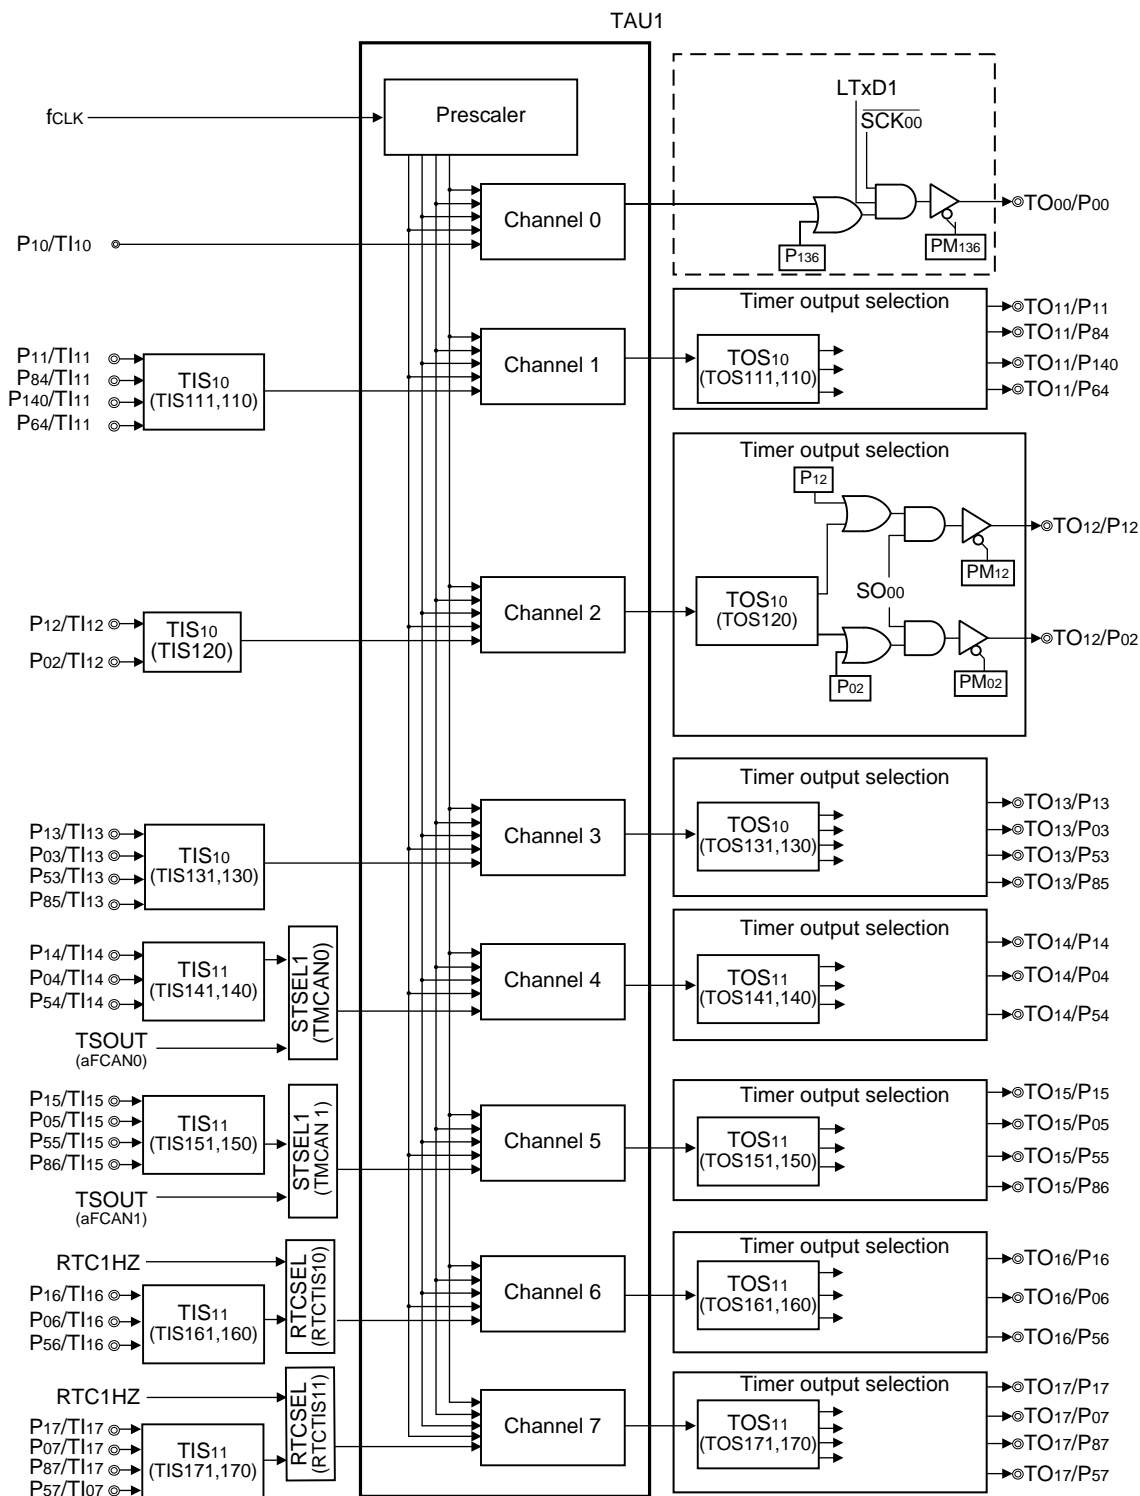 TAU1
fCLK
Prescaler
LTxD1
SCK00
P10/TI10
Channel 0
P136
PM136
TO00/P00
P11/TI11
P84/TI11
P140/TI11
P64/TI11
TIS10
(TIS111,110)
Channel 1
Timer output selection
TOS10
(TOS111,110)
TO11/P11
TO11/P84
TO11/P140
TO11/P64
P12/TI12
P02/TI12
TIS10
(TIS120)
Channel 2
Timer output selection
P12
TOS10
(TOS120)
SO00
PM12
P02
PM02
TO12/P12
TO12/P02
P13/TI13
P03/TI13
P53/TI13
P85/TI13
TIS10
(TIS131,130)
Channel 3
Timer output selection
TOS10
(TOS131,130)
TO13/P13
TO13/P03
TO13/P53
TO13/P85
P14/TI14
P04/TI14
P54/TI14
TIS11
(TIS141,140)
TSOUT
(aFCAN0)
STSEL1
(TMCAN0)
Channel 4
Timer output selection
TOS11
(TOS141,140)
TO14/P14
TO14/P04
TO14/P54
P15/TI15
P05/TI15
P55/TI15
P86/TI15
TIS11
(TIS151,150)
TSOUT
(aFCAN1)
STSEL1
(TMCAN 1)
Channel 5
Timer output selection
TOS11
(TOS151,150)
TO15/P15
TO15/P05
TO15/P55
TO15/P86
RTC1HZ
P16/TI16
P06/TI16
P56/TI16
TIS11
(TIS161,160)
RTCSEL
(RTCTIS10)
Channel 6
Timer output selection
TOS11
(TOS161,160)
TO16/P16
TO16/P06
TO16/P56
RTC1HZ
P17/TI17
P07/TI17
P87/TI17
P57/TI07
TIS11
(TIS171,170)
RTCSEL
(RTCTIS11)
Channel 7
Timer output selection
TOS11
(TOS171,170)
TO17/P17
TO17/P07
TO17/P87
TO17/P57